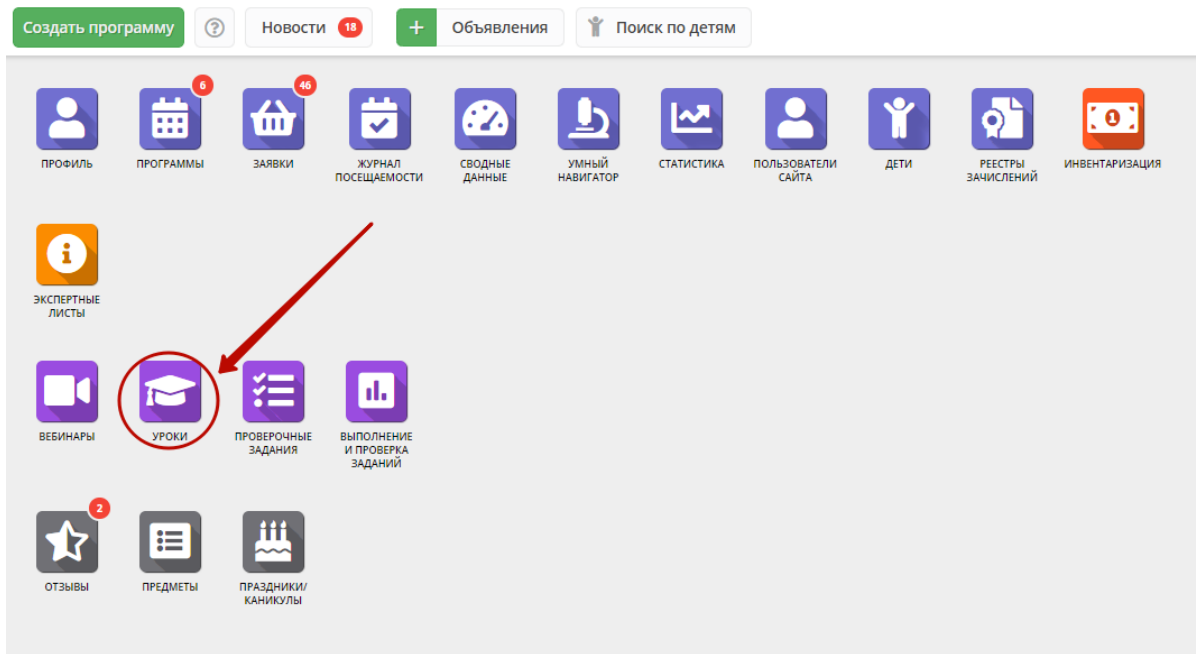 Создать программу
?
Новости 18
+ Объявления
Поиск по детям
6
46
ПРОФИЛЬ
ПРОГРАММЫ
ЗАЯВКИ
ЖУРНАЛ
ПОСЕЩАЕМОСТИ
СВОДНЫЕ
ДАННЫЕ
УМНЫЙ
НАВИГАТОР
СТАТИСТИКА
ПОЛЬЗОВАТЕЛИ
САЙТА
ДЕТИ
РЕЕСТРЫ
ЗАЧИСЛЕНИЙ
1
ИНВЕНТАРИЗАЦИЯ
i
ЭКСПЕРТНЫЕ
ЛИСТЫ
ВЕБИНАРЫ
УРОКИ
ПРОВЕРОЧНЫЕ
ЗАДАНИЯ
ВЫПОЛНЕНИЕ
И ПРОВЕРКА
ЗАДАНИЙ
2
ОТЗЫВЫ
ПРЕДМЕТЫ
ПРАЗДНИКИ/
КАНИКУЛЫ